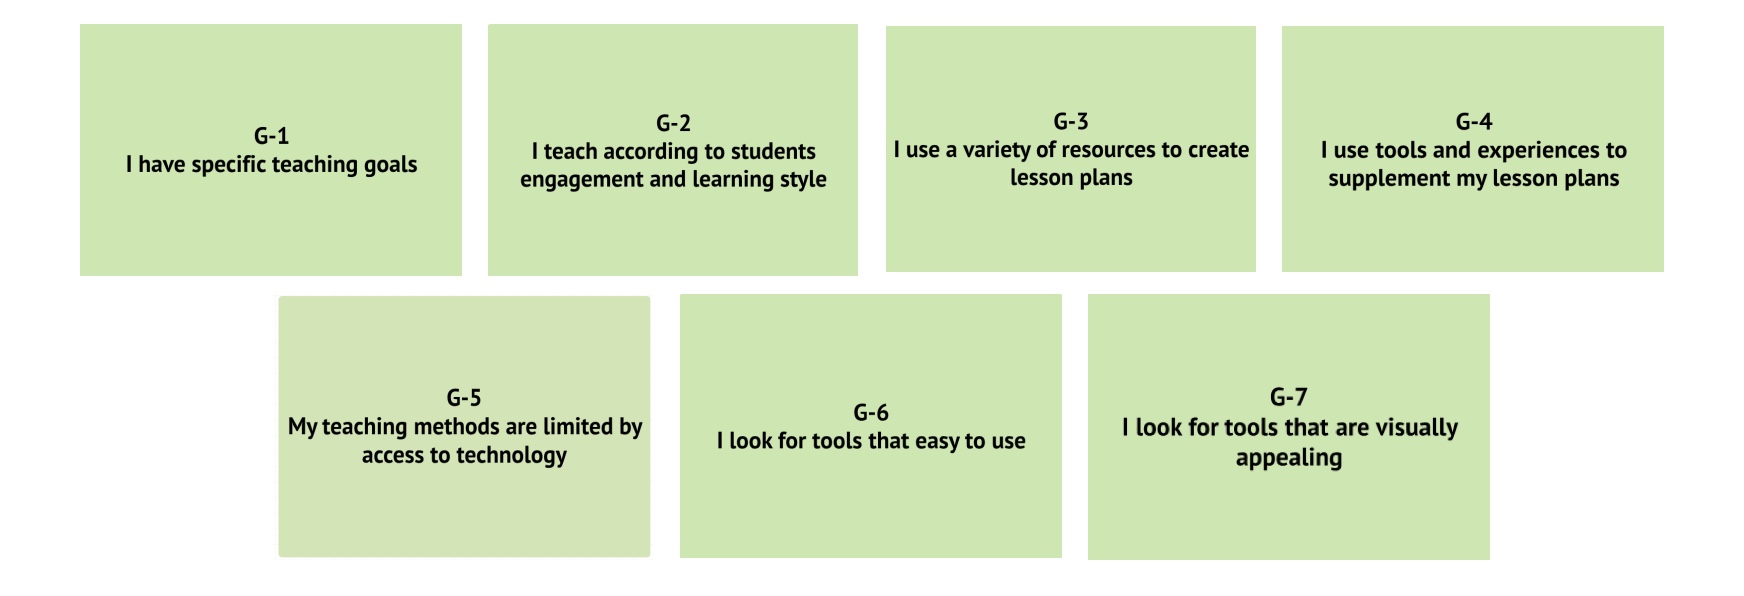 G-1
I have specific teaching goals
G-2
I teach according to students
engagement and learning style
G-3
I use a variety of resources to create
lesson plans
G-4
I use tools and experiences to
supplement my lesson plans
G-5
My teaching methods are limited by
access to technology
G-6
I look for tools that easy to use
G-7
I look for tools that are visually
appealing